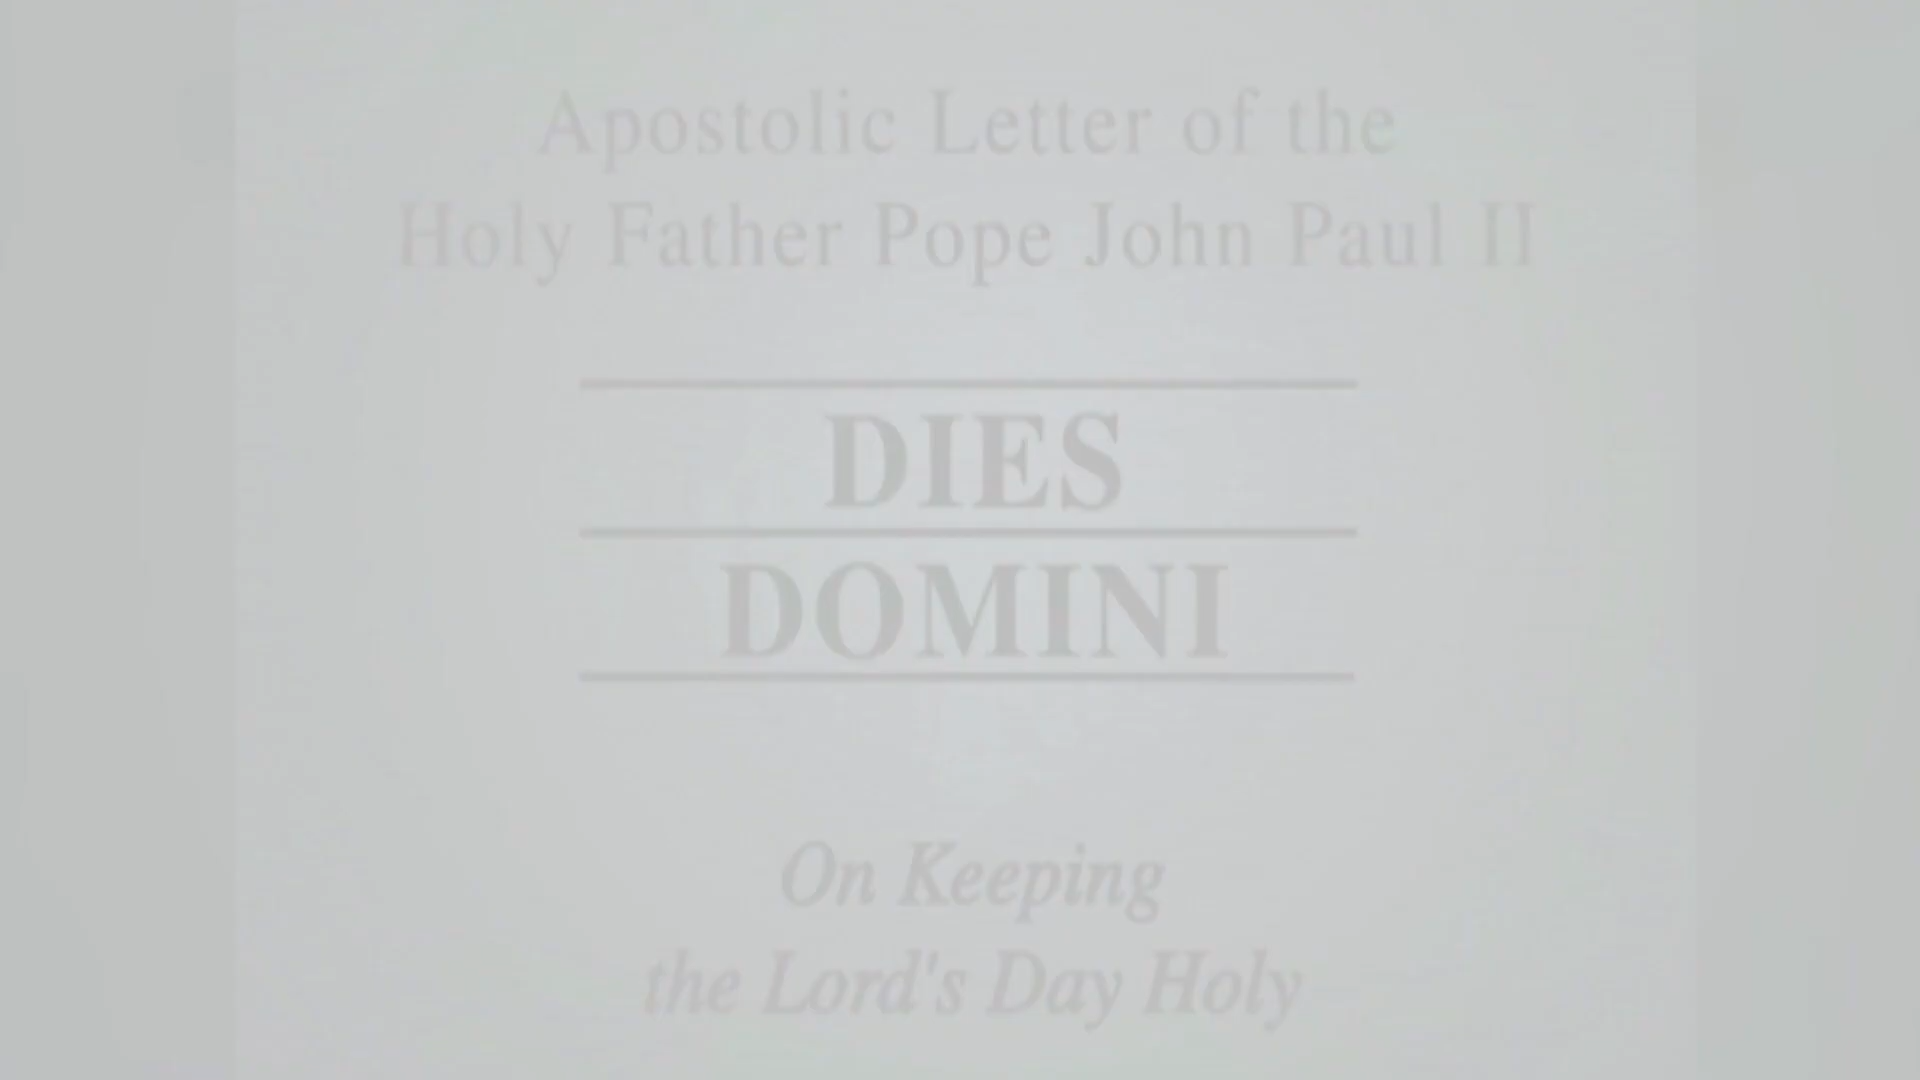 Apostolic Letter of the
Holy Father Pope John Paul II
DIES
DOMINI
On Keeping
the Lord's Day Holy